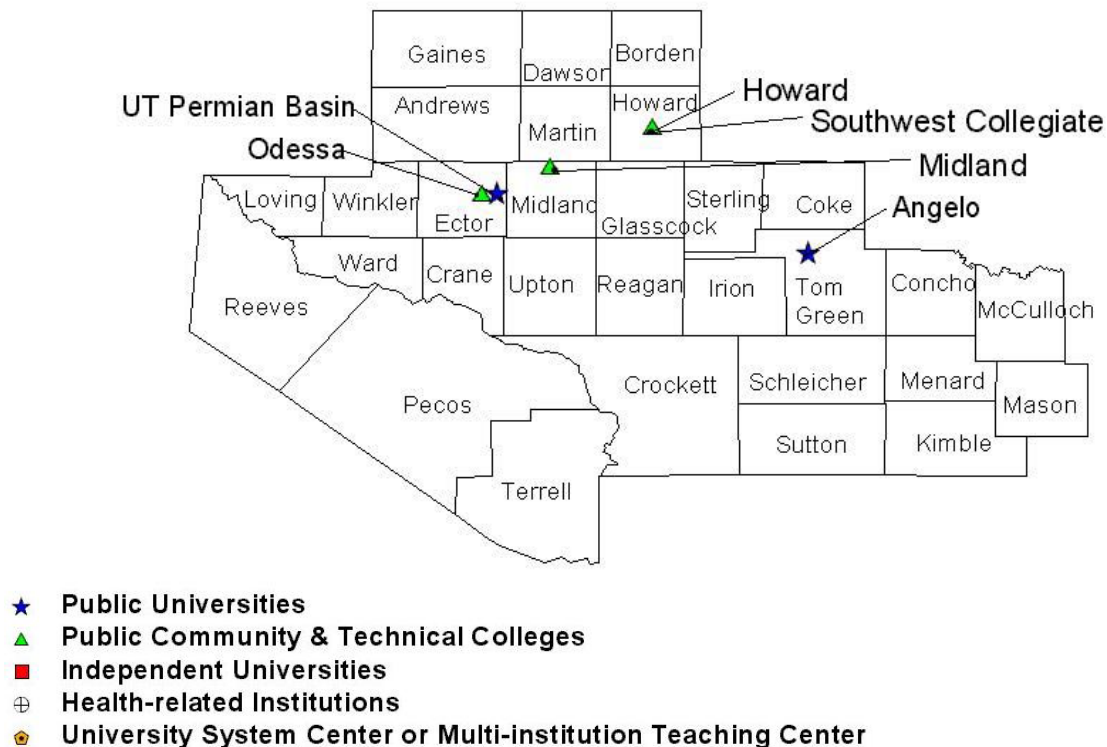 Gaines
Dawson
Borden
UT Permian Basin
Andrews
Martin
Howard
Howard
Southwest Collegiate
Odessa
Midland
Loving
Winkler
Ector
Midland
Glasscock
Sterling
Coke
Angelo
Reeves
Ward
Crane
Upton
Reagan
Irion
Tom
Green
Concho
McCulloch
Pecos
Crockett
Schleicher
Menard
Mason
Terrell
Sutton
Kimble
Public Universities
Public Community & Technical Colleges
Independent Universities
Health-related Institutions
University System Center or Multi-institution Teaching Center